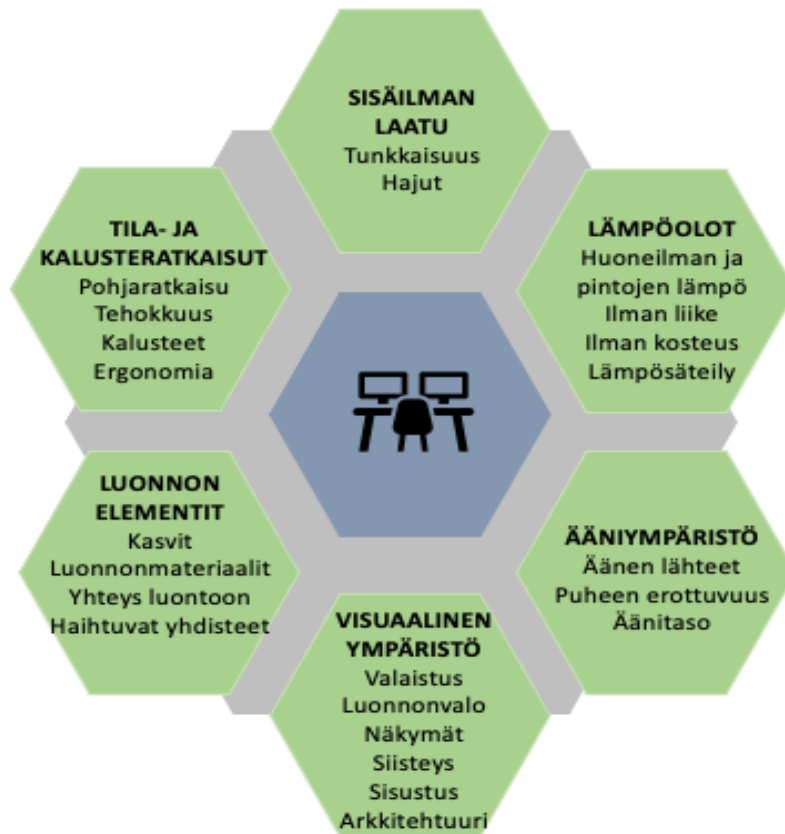 SISÄILMAN
LAATU
Tunkkaisuus
Hajut
LÄMPÖOLOT
Huoneilman ja
pintojen lämpö
Ilman liike
Ilman kosteus
Lämpösäteily
ÄÄNIYMPÄRISTÖ
Äänen lähteet
Puheen erottuvuus
Äänitaso
VISUAALINEN
YMPÄRISTÖ
Valaistus
Luonnonvalo
Näkymät
Siisteys
Sisustus
Arkkitehtuuri
LUONNON
ELEMENTIT
Kasvit
Luonnonmateriaalit
Yhteys luontoon
Haihtuvat yhdisteet
TILA- JA
KALUSTERATKAISUT
Pohjaratkaisu
Tehokkuus
Kalusteet
Ergonomia